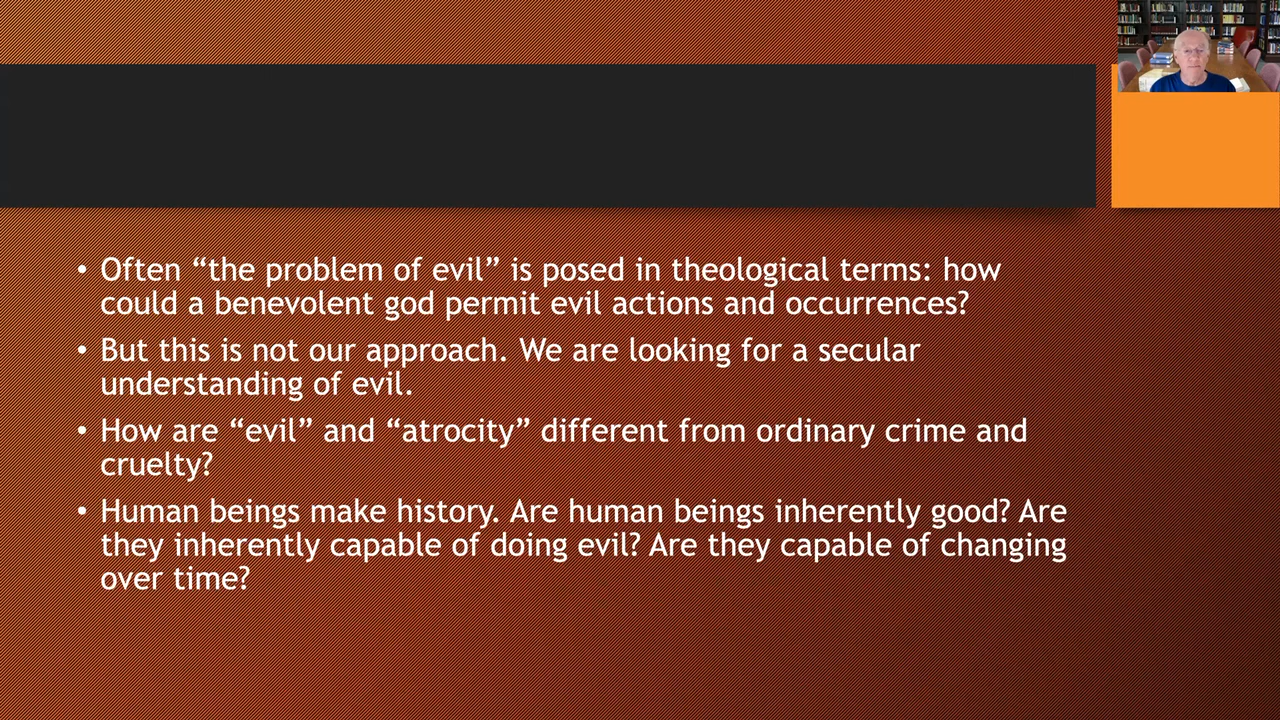 • Often “the problem of evil” is posed in theological terms: how
could a benevolent god permit evil actions and occurrences?
• But this is not our approach. We are looking for a secular
understanding of evil.
• How are “evil” and “atrocity” different from ordinary crime and
cruelty?
• Human beings make history. Are human beings inherently good? Are
they inherently capable of doing evil? Are they capable of changing
over time?